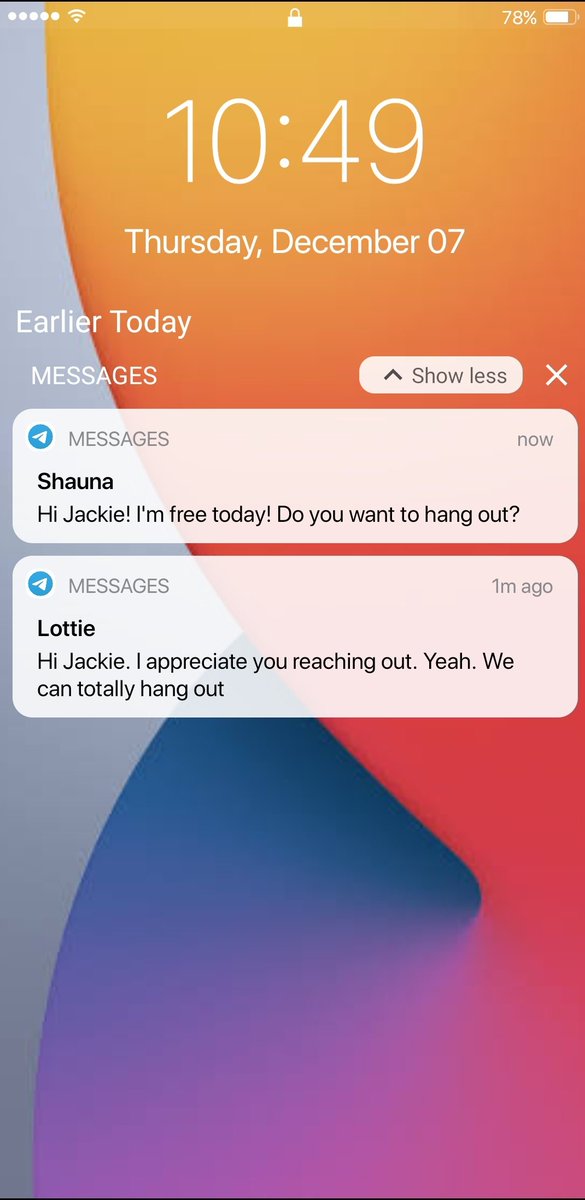 78%
10:49
Thursday, December 07
Earlier Today
MESSAGES
Show less
MESSAGES
now
Shauna
Hi Jackie! I'm free today! Do you want to hang out?
MESSAGES
1m ago
Lottie
Hi Jackie. I appreciate you reaching out. Yeah. We
can totally hang out